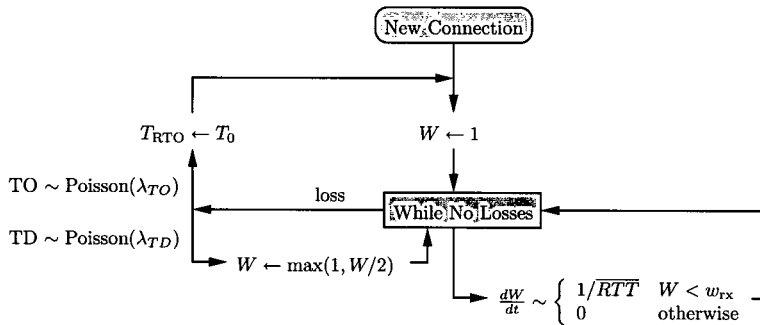 New Connection
T_RTO ← T_0
W ← 1
TO ∼ Poisson(λ_TO)
loss
While No Losses
TD ∼ Poisson(λ_TD)
W ← max(1, W/2)
dW/dt ∼ { 1/\overline{RTT} W < w_rx
0 otherwise